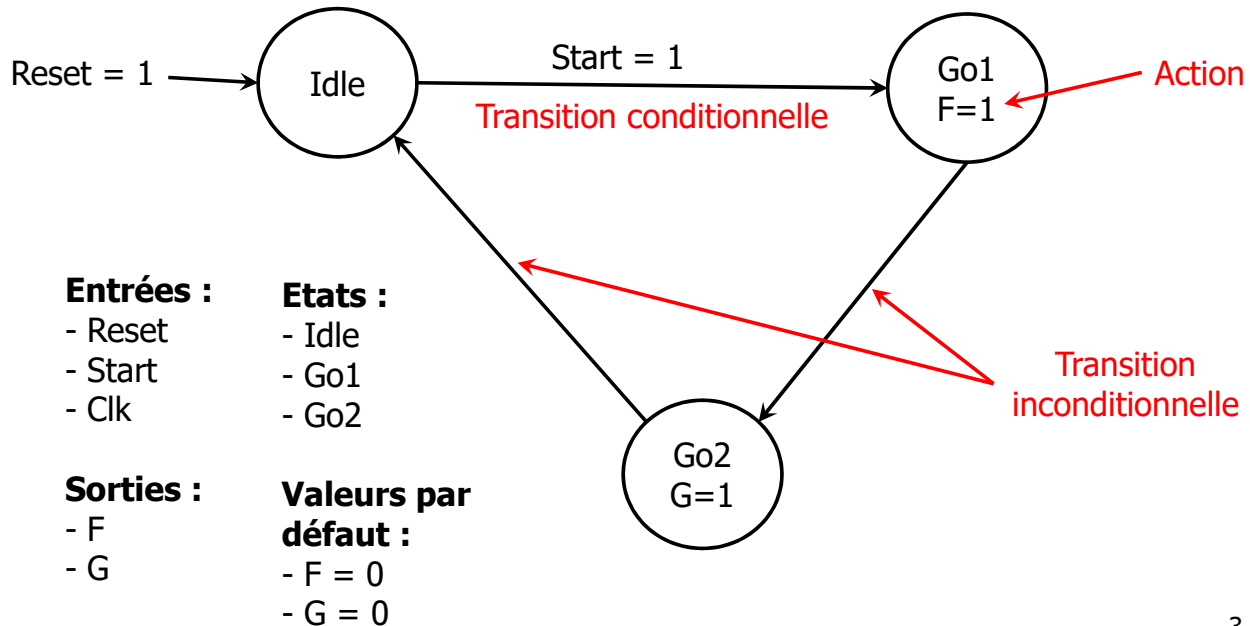 Reset = 1
Idle
Start = 1
Transition conditionnelle
Go1
F=1
Action
Entrées :
- Reset
- Start
- Clk
Etats :
- Idle
- Go1
- Go2
Transition
inconditionnelle
Go2
G=1
Sorties :
- F
- G
Valeurs par
défaut :
- F = 0
- G = 0
3